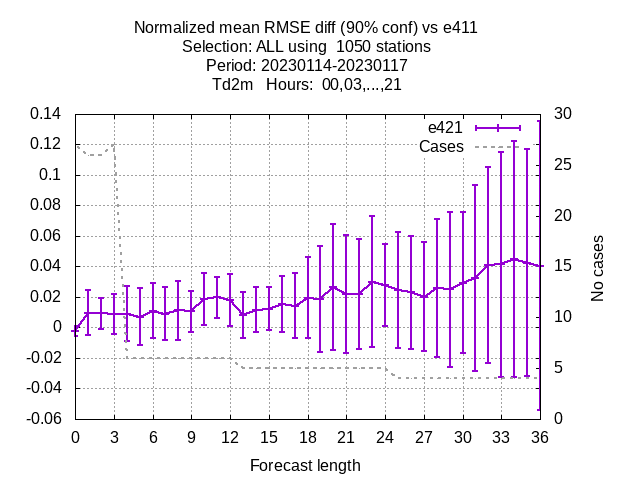 Normalized mean RMSE diff (90% conf) vs e411
Selection: ALL using  1050 stations
Period: 20230114-20230117
Td2m   Hours:  00,03,...,21
0.14
0.12
0.1
0.08
0.06
0.04
0.02
0
-0.02
-0.04
-0.06
e421
Cases
30
25
20
15
10
5
0
No cases
0 3 6 9 12 15 18 21 24 27 30 33 36
Forecast length